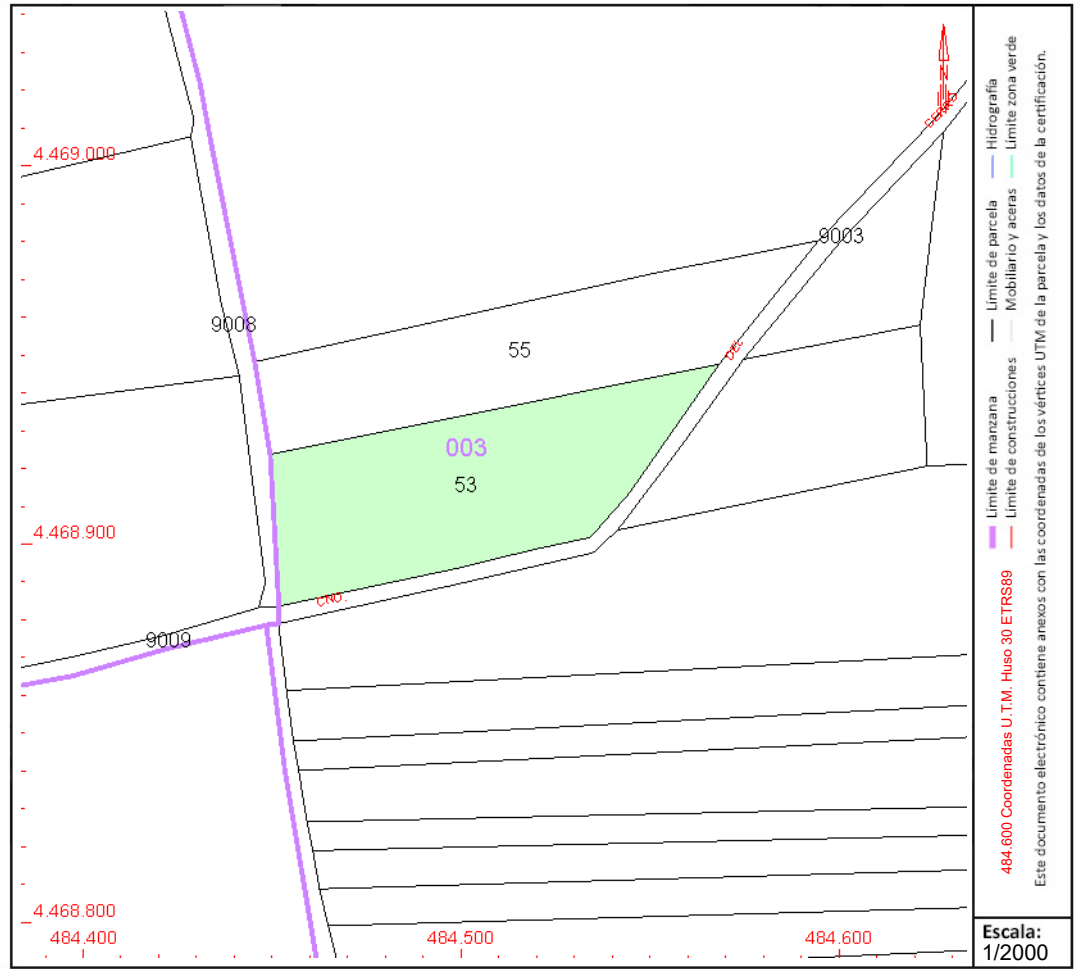 CERRO
4.469.000
9003
9008
55
DEL
003
53
4.468.900
CNO.
9009
4.468.800
484.400
484.500
484.600
Límite de manzana
Límite de parcela
Hidrografía
Límite de construcciones
Mobiliario y aceras
Límite zona verde
484.600 Coordenadas U.T.M. Huso 30 ETRS89
Este documento electrónico contiene anexos con las coordenadas de los vértices UTM de la parcela y los datos de la certificación.
Escala:
1/2000